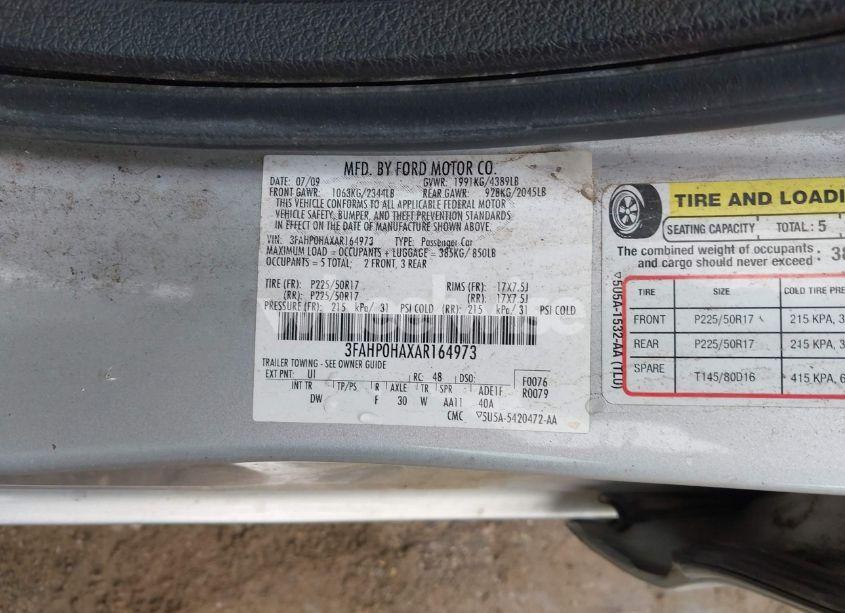 MFD. BY FORD MOTOR CO.
DATE: 07/09 GVWR: 1991KG/4389LB
FRONT GAWR: 1063KG/2344LB REAR GAWR: 928KG/2045LB
THIS VEHICLE CONFORMS TO ALL APPLICABLE FEDERAL MOTOR
VEHICLE SAFETY, BUMPER, AND THEFT PREVENTION STANDARDS
IN EFFECT ON THE DATE OF MANUFACTURE SHOWN ABOVE.
VIN: 3FAHP0HAXAR164973 TYPE: Passenger Car
MAXIMUM LOAD = OCCUPANTS + LUGGAGE = 385KG/850LB
OCCUPANTS = 5 TOTAL: 2 FRONT, 3 REAR
TIRE (FR): P225/50R17 RIMS (FR): 17X7.5J
(RR): P225/50R17 (RR): 17X7.5J
PRESSURE (FR): 215 kPa/ 31 PSI COLD (RR): 215 kPa/ 31 PSI COLD
3FAHP0HAXAR164973
TRAILER TOWING - SEE OWNER GUIDE
EXT PNT: UI RC: 48 DSO: F0076
INT TR TP/PS R AXLE TR SPR ADE1F R0079
DW F 30 W AA11 40A
CMC ▽5U5A-5420472-AA
TIRE AND LOADI
SEATING CAPACITY TOTAL: 5
The combined weight of occupants
and cargo should never exceed : 38
TIRE SIZE COLD TIRE PRE
FRONT P225/50R17 215 KPA, 3
REAR P225/50R17 215 KPA, 3
SPARE T145/80D16 415 KPA, 6
▽5U5A-1532-AA (TLU)